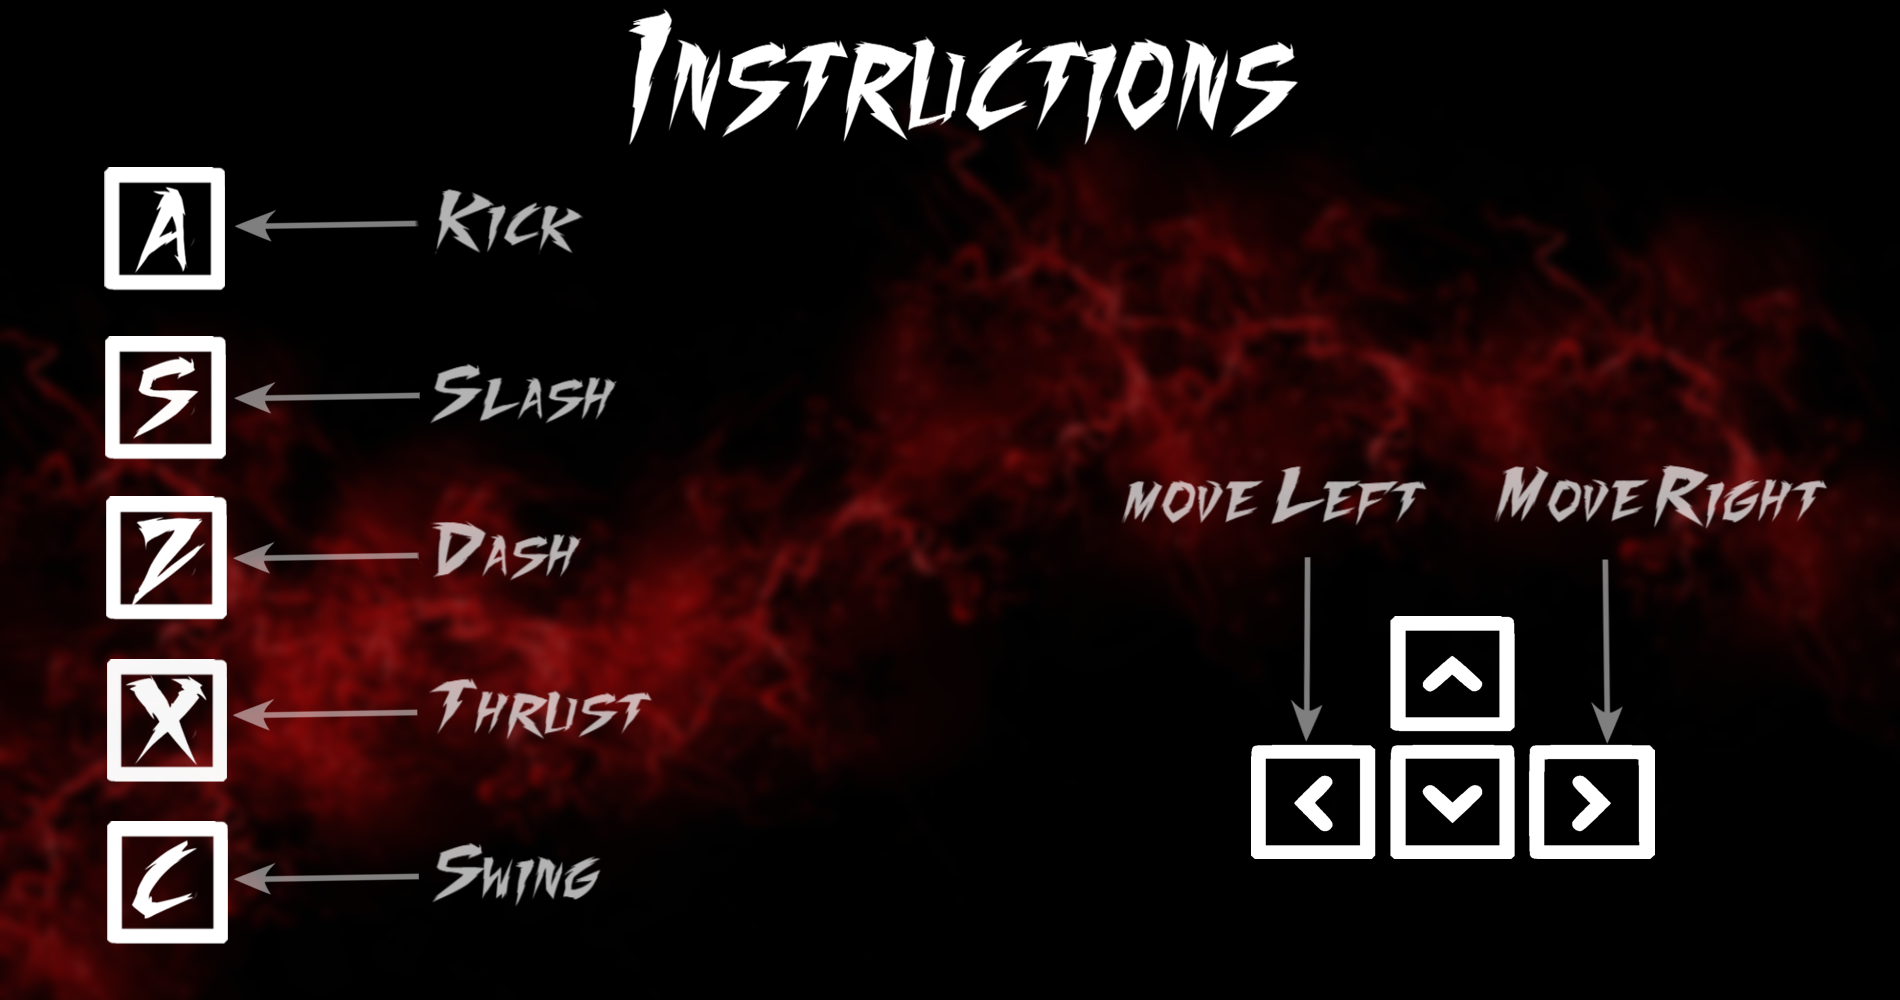 Instructions
A
Kick
S
Slash
Z
Dash
X
Thrust
C
Swing
move Left
Move Right